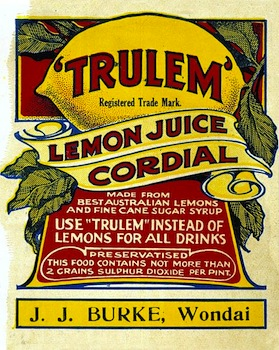 'TRULEM'
Registered Trade Mark.
LEMON JUICE
CORDIAL
MADE FROM
BEST AUSTRALIAN LEMONS
AND FINE CANE SUGAR SYRUP
USE "TRULEM" INSTEAD OF
LEMONS FOR ALL DRINKS
PRESERVATISED
THIS FOOD CONTAINS NOT MORE THAN
2 GRAINS SULPHUR DIOXIDE PER PINT.
J. J. BURKE, Wondai